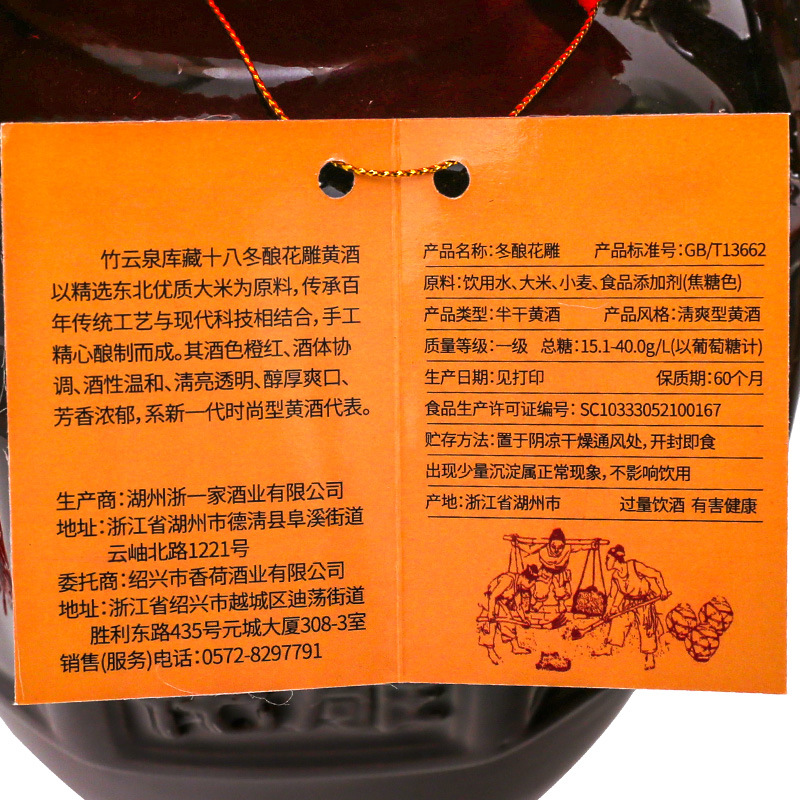 竹云泉库藏十八冬酿花雕黄酒
以精选东北优质大米为原料,传承百
年传统工艺与现代科技相结合,手工
精心酿制而成。其酒色橙红、酒体协
调、酒性温和、清亮透明、醇厚爽口、
芳香浓郁,系新一代时尚型黄酒代表。
生产商:湖州浙一家酒业有限公司
地址:浙江省湖州市德清县阜溪街道
云岫北路1221号
委托商:绍兴市香荷酒业有限公司
地址:浙江省绍兴市越城区迪荡街道
胜利东路435号元城大厦308-3室
销售(服务)电话:0572-8297791
产品名称:冬酿花雕 产品标准号:GB/T13662
原料:饮用水、大米、小麦、食品添加剂(焦糖色)
产品类型:半干黄酒 产品风格:清爽型黄酒
质量等级:一级 总糖:15.1-40.0g/L(以葡萄糖计)
生产日期:见打印 保质期:60个月
食品生产许可证编号:SC10333052100167
贮存方法:置于阴凉干燥通风处,开封即食
出现少量沉淀属正常现象,不影响饮用
产地:浙江省湖州市 过量饮酒 有害健康